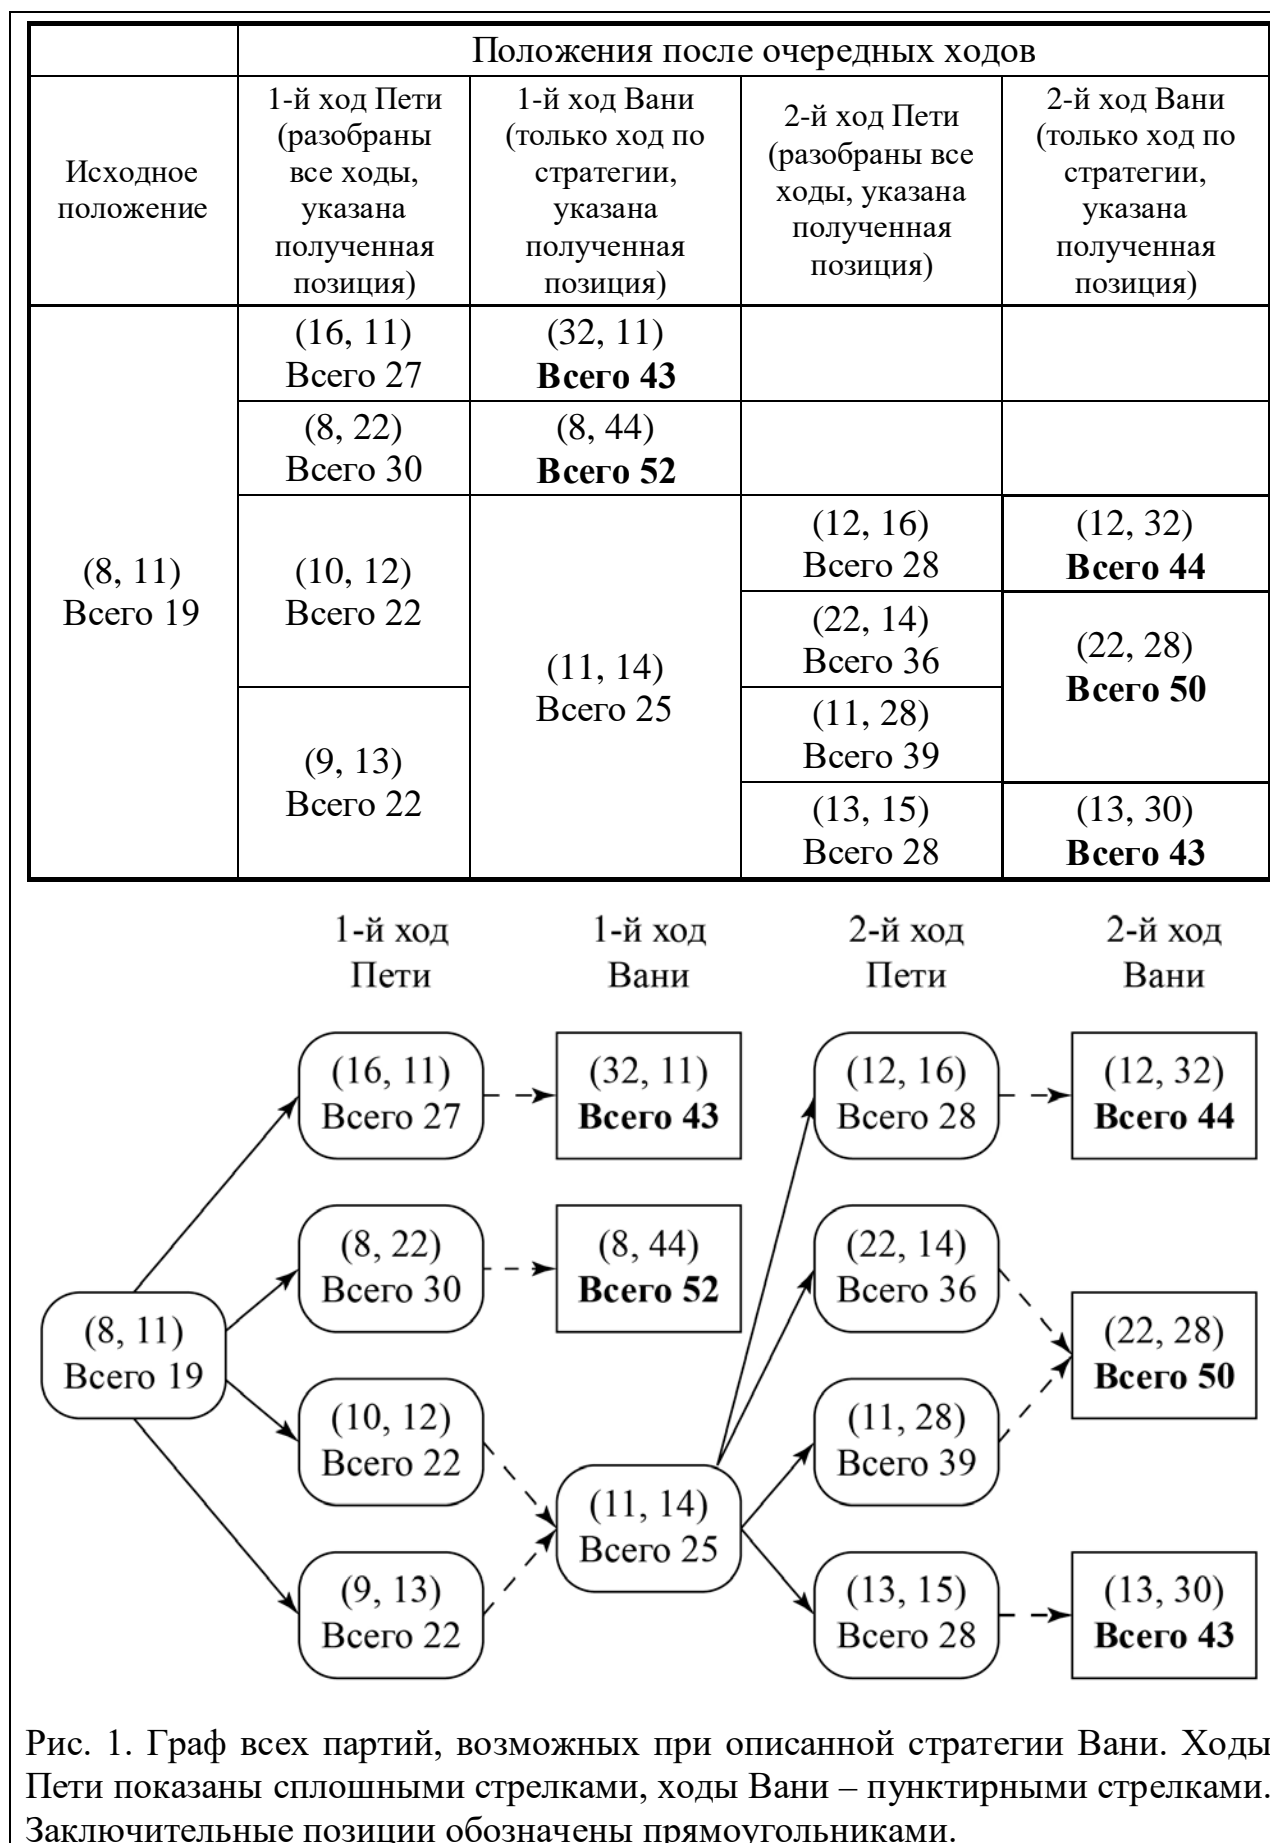 Положения после очередных ходов
Исходное
положение
1-й ход Пети
(разобраны
все ходы,
указана
полученная
позиция)
1-й ход Вани
(только ход по
стратегии,
указана
полученная
позиция)
2-й ход Пети
(разобраны все
ходы, указана
полученная
позиция)
2-й ход Вани
(только ход по
стратегии,
указана
полученная
позиция)
(8, 11)
Всего 19
(16, 11)
Всего 27
(32, 11)
Всего 43
(8, 22)
Всего 30
(8, 44)
Всего 52
(10, 12)
Всего 22
(9, 13)
Всего 22
(11, 14)
Всего 25
(12, 16)
Всего 28
(12, 32)
Всего 44
(22, 14)
Всего 36
(11, 28)
Всего 39
(22, 28)
Всего 50
(13, 15)
Всего 28
(13, 30)
Всего 43
1-й ход
Пети
1-й ход
Вани
2-й ход
Пети
2-й ход
Вани
(8, 11)
Всего 19
(16, 11)
Всего 27
(32, 11)
Всего 43
(8, 22)
Всего 30
(8, 44)
Всего 52
(10, 12)
Всего 22
(9, 13)
Всего 22
(11, 14)
Всего 25
(12, 16)
Всего 28
(12, 32)
Всего 44
(22, 14)
Всего 36
(11, 28)
Всего 39
(22, 28)
Всего 50
(13, 15)
Всего 28
(13, 30)
Всего 43
Рис. 1. Граф всех партий, возможных при описанной стратегии Вани. Ходы
Пети показаны сплошными стрелками, ходы Вани – пунктирными стрелками.
Заключительные позиции обозначены прямоугольниками.